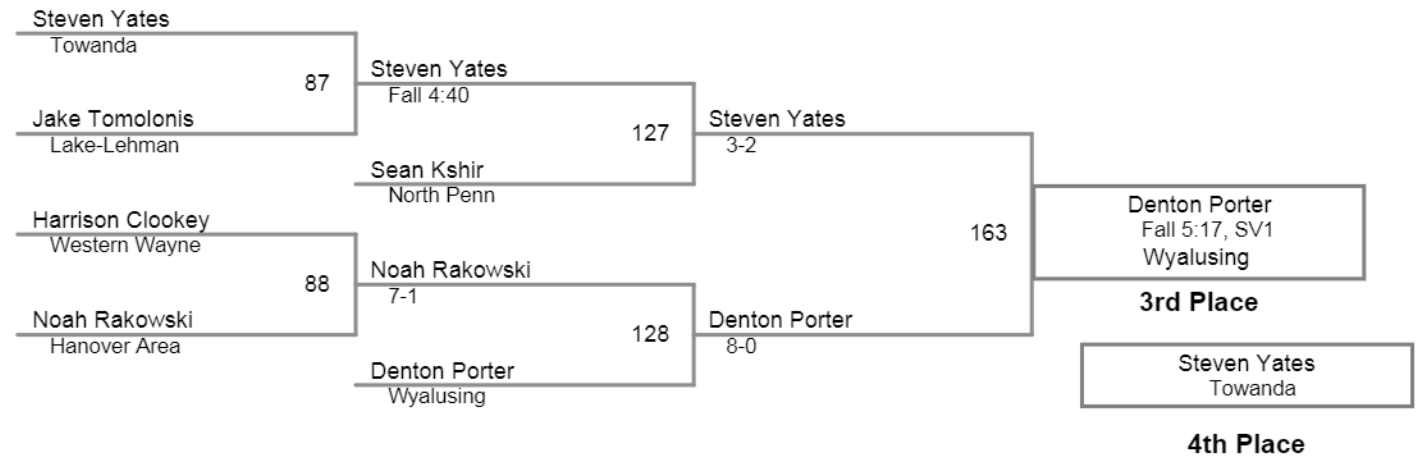 Steven Yates
Towanda
87
Jake Tomolonis
Lake-Lehman
Harrison Clookey
Western Wayne
88
Noah Rakowski
Hanover Area
Steven Yates
Fall 4:40
127
Sean Kshir
North Penn
Noah Rakowski
7-1
128
Denton Porter
Wyalusing
Steven Yates
3-2
163
Denton Porter
8-0
Denton Porter
Fall 5:17, SV1
Wyalusing
3rd Place
Steven Yates
Towanda
4th Place